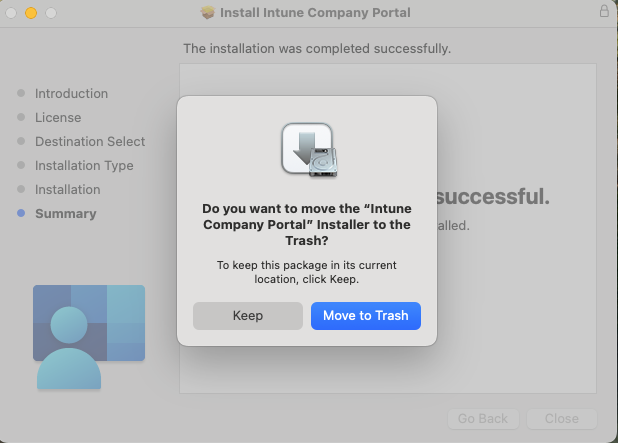 Install Intune Company Portal
The installation was completed successfully.
Introduction
License
Destination Select
Installation Type
Installation
Summary
successful.
alled.
Do you want to move the “Intune
Company Portal” Installer to the
Trash?
To keep this package in its current
location, click Keep.
Keep
Move to Trash
Go Back
Close